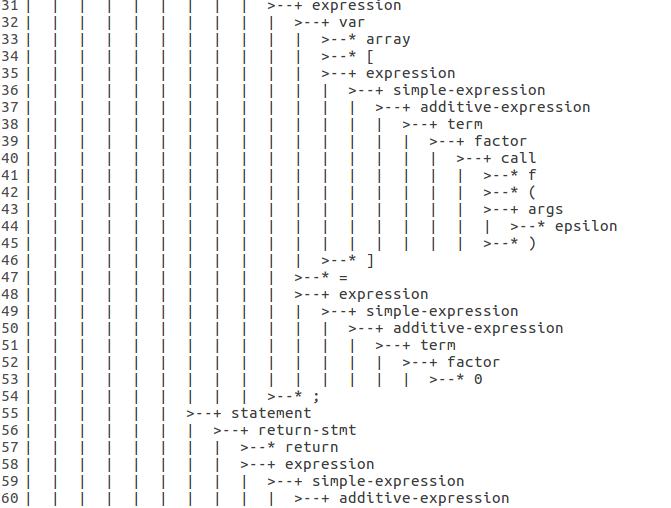 31 |  |  |  |  |  |  |  |  >--+ expression
32 |  |  |  |  |  |  |  |  |  >--+ var
33 |  |  |  |  |  |  |  |  |  |  >--* array
34 |  |  |  |  |  |  |  |  |  |  >--* [
35 |  |  |  |  |  |  |  |  |  |  >--+ expression
36 |  |  |  |  |  |  |  |  |  |  |  >--+ simple-expression
37 |  |  |  |  |  |  |  |  |  |  |  |  >--+ additive-expression
38 |  |  |  |  |  |  |  |  |  |  |  |  |  >--+ term
39 |  |  |  |  |  |  |  |  |  |  |  |  |  |  >--+ factor
40 |  |  |  |  |  |  |  |  |  |  |  |  |  |  |  >--+ call
41 |  |  |  |  |  |  |  |  |  |  |  |  |  |  |  |  >--* f
42 |  |  |  |  |  |  |  |  |  |  |  |  |  |  |  |  >--* (
43 |  |  |  |  |  |  |  |  |  |  |  |  |  |  |  |  >--+ args
44 |  |  |  |  |  |  |  |  |  |  |  |  |  |  |  |  |  >--* epsilon
45 |  |  |  |  |  |  |  |  |  |  |  |  |  |  |  |  >--* )
46 |  |  |  |  |  |  |  |  |  |  >--* ]
47 |  |  |  |  |  |  |  |  |  >--* =
48 |  |  |  |  |  |  |  |  |  >--+ expression
49 |  |  |  |  |  |  |  |  |  |  >--+ simple-expression
50 |  |  |  |  |  |  |  |  |  |  |  >--+ additive-expression
51 |  |  |  |  |  |  |  |  |  |  |  |  >--+ term
52 |  |  |  |  |  |  |  |  |  |  |  |  |  >--+ factor
53 |  |  |  |  |  |  |  |  |  |  |  |  |  |  >--* 0
54 |  |  |  |  |  |  |  |  >--* ;
55 |  |  |  |  |  >--+ statement
56 |  |  |  |  |  |  >--+ return-stmt
57 |  |  |  |  |  |  |  >--* return
58 |  |  |  |  |  |  |  >--+ expression
59 |  |  |  |  |  |  |  |  >--+ simple-expression
60 |  |  |  |  |  |  |  |  |  >--+ additive-expression